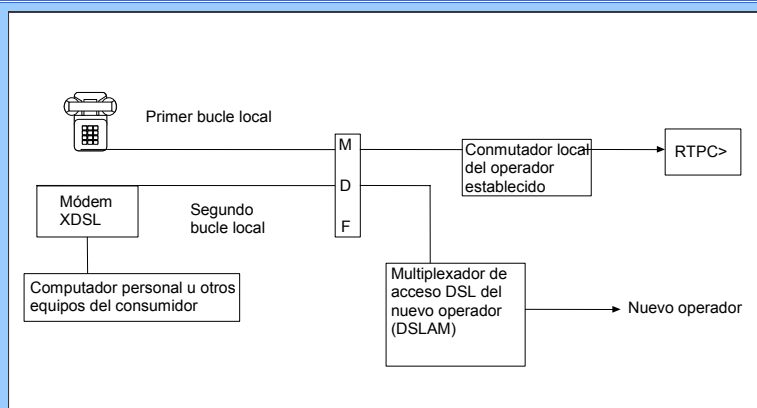 Primer bucle local
M
D
F
Conmutador local
del operador
establecido
RTPC>
Módem
XDSL
Segundo
bucle local
Computador personal u otros
equipos del consumidor
Multiplexador de
acceso DSL del
nuevo operador
(DSLAM)
Nuevo operador